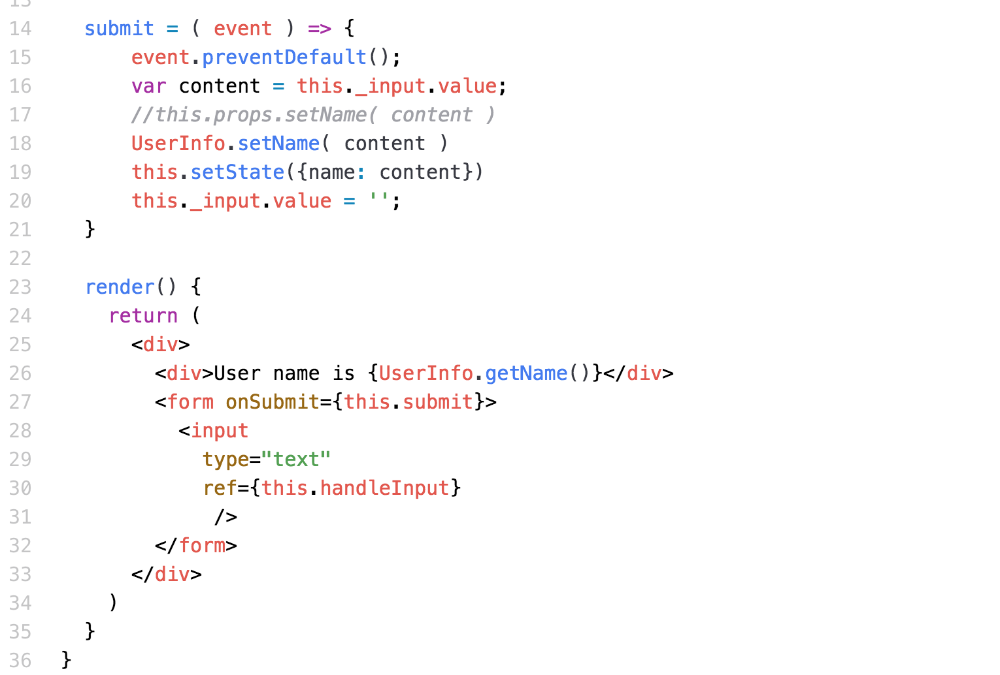 14 submit = ( event ) => {
15 event.preventDefault();
16 var content = this._input.value;
17 //this.props.setName( content )
18 UserInfo.setName( content )
19 this.setState({name: content})
20 this._input.value = '';
21 }
22
23 render() {
24 return (
25 <div>
26 <div>User name is {UserInfo.getName()}</div>
27 <form onSubmit={this.submit}>
28 <input
29 type="text"
30 ref={this.handleInput}
31 />
32 </form>
33 </div>
34 )
35 }
36 }